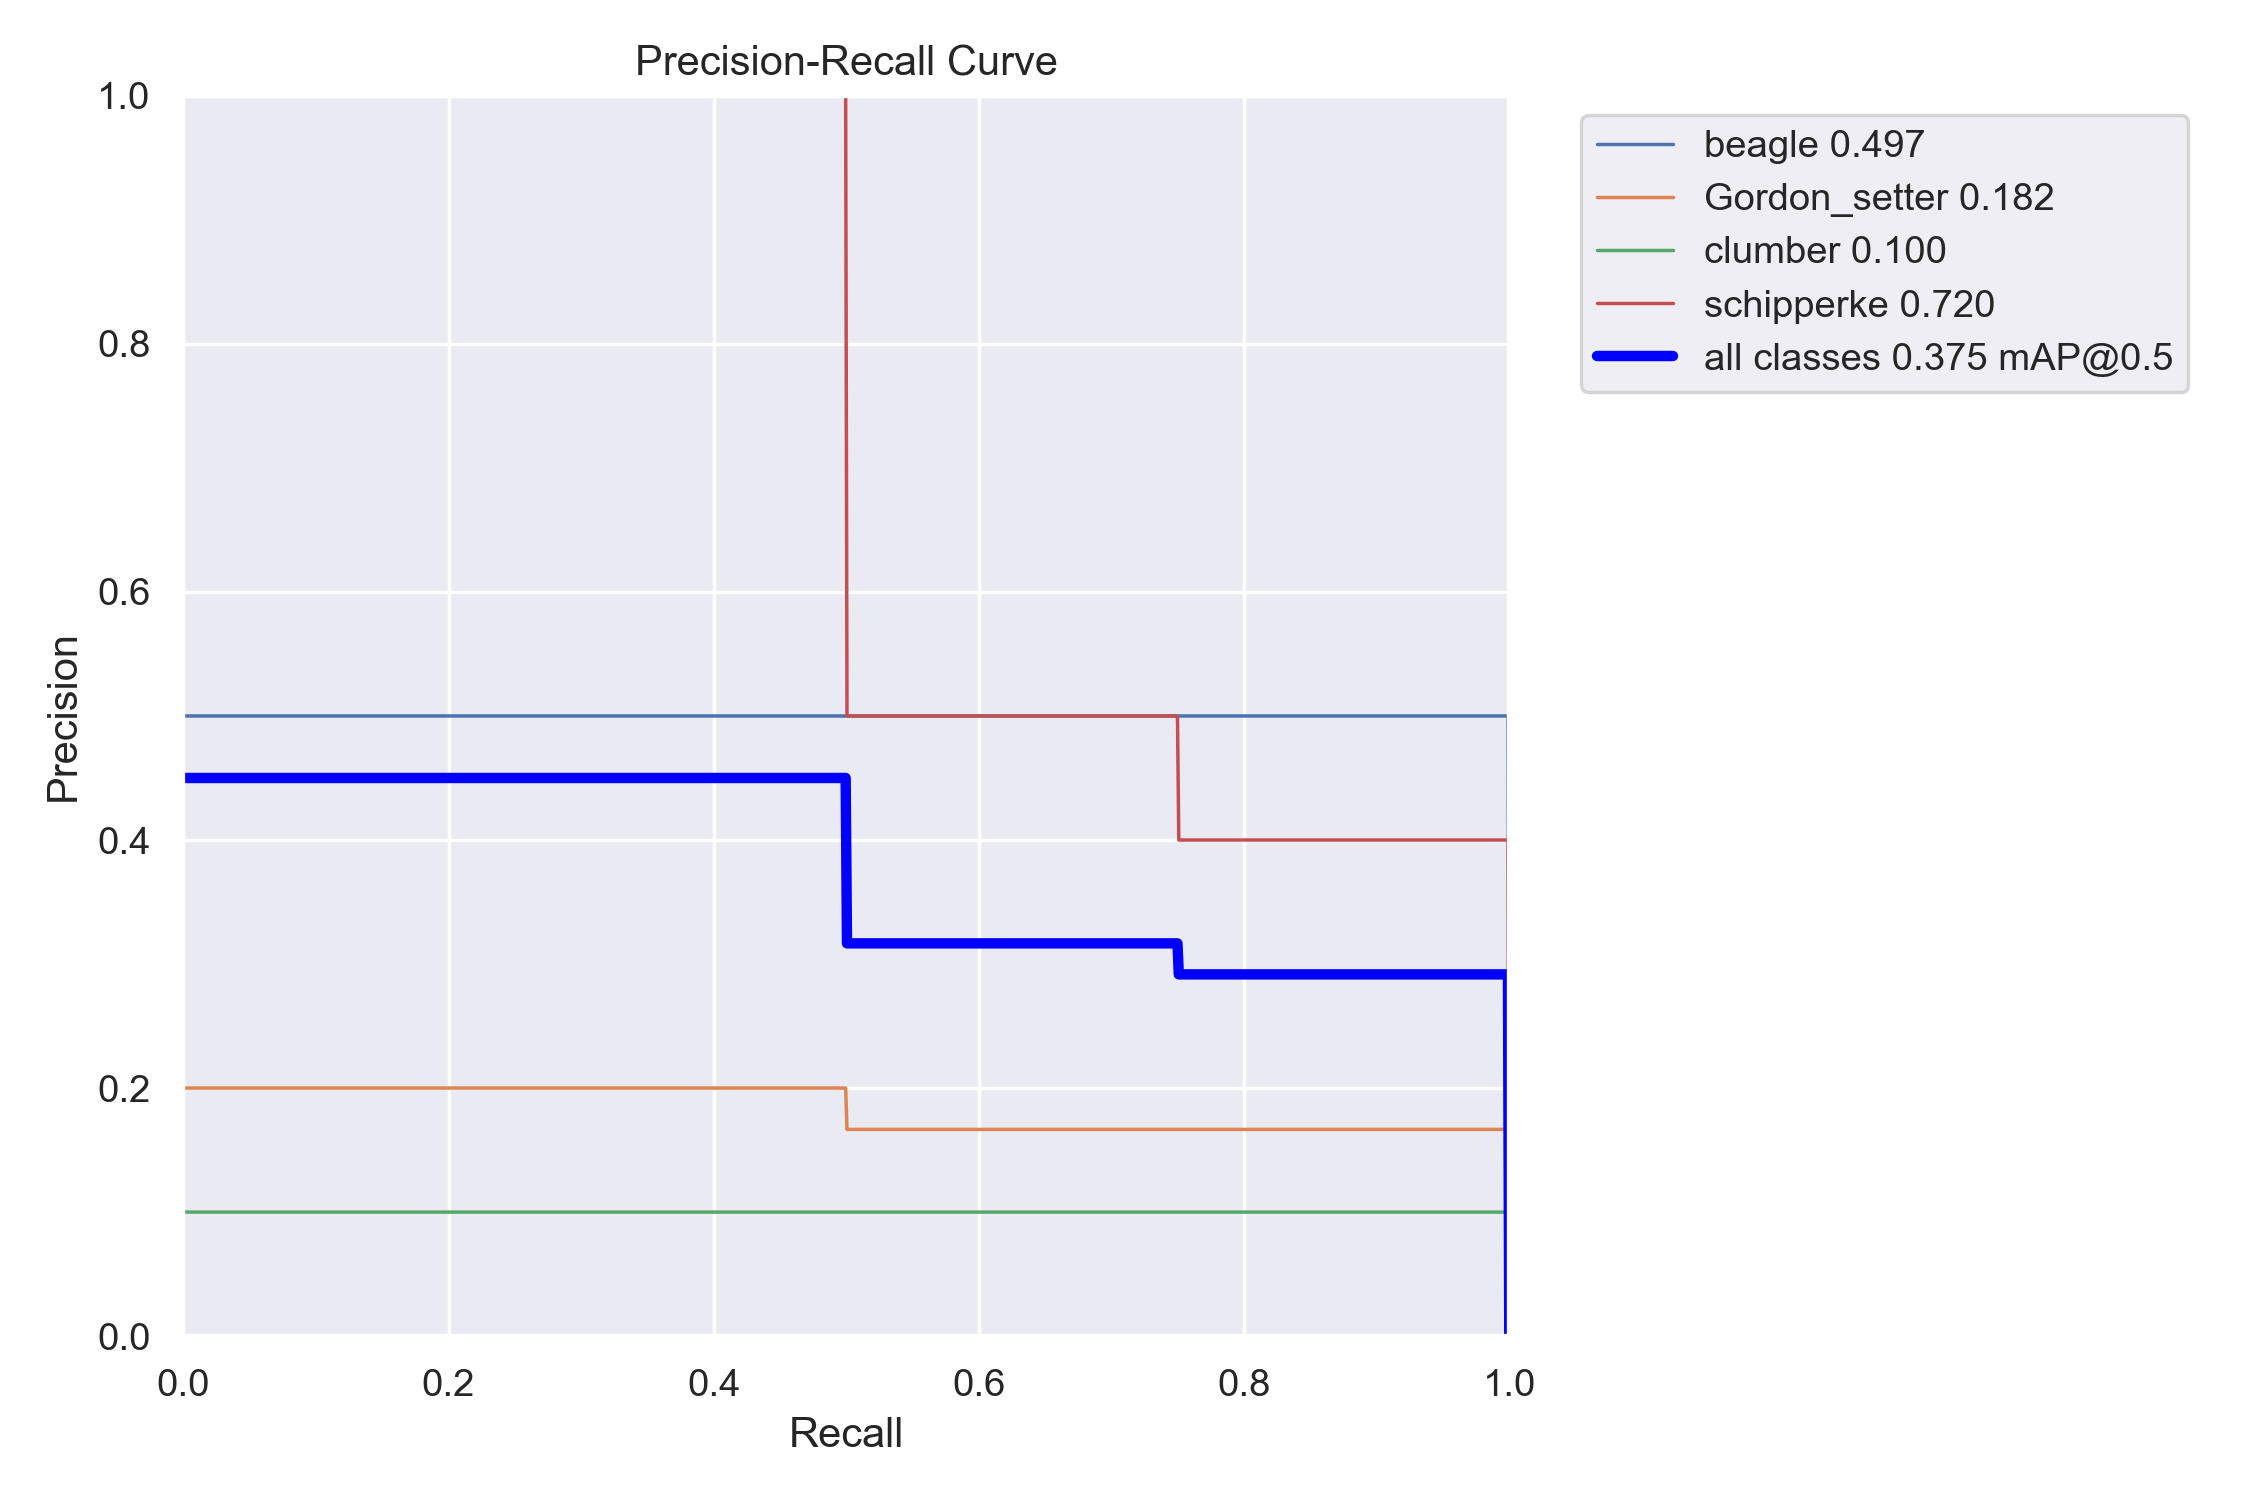 Precision-Recall Curve
1.0
0.8
0.6
0.4
0.2
0.0
Precision
0.0 0.2 0.4 0.6 0.8 1.0
Recall
beagle 0.497
Gordon_setter 0.182
clumber 0.100
schipperke 0.720
all classes 0.375 mAP@0.5